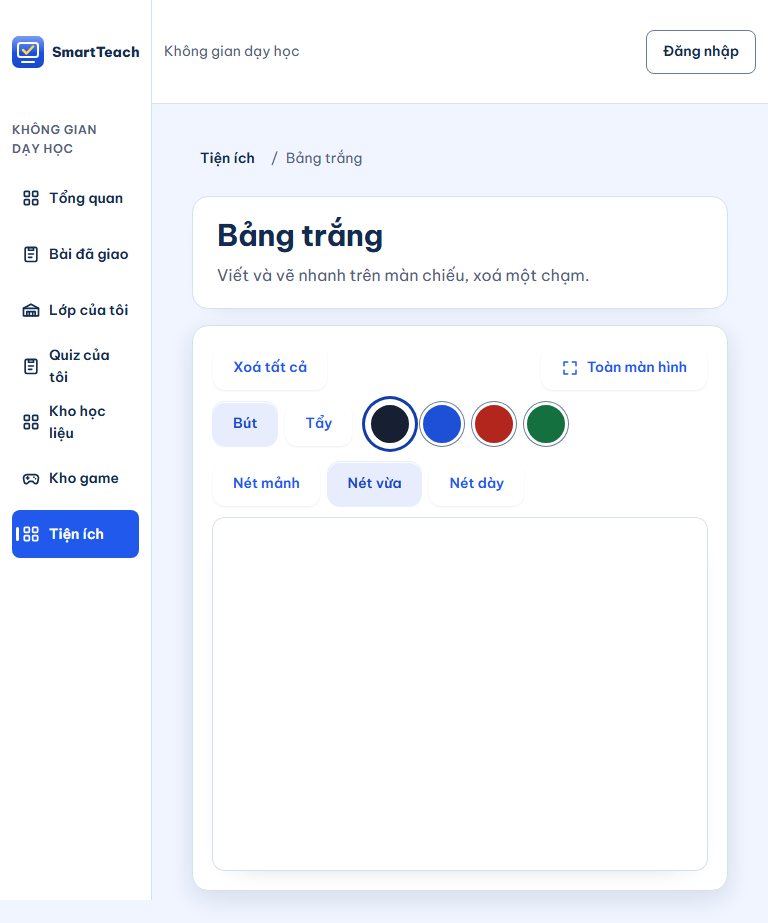 SmartTeach
Không gian dạy học
Đăng nhập
KHÔNG GIAN
DẠY HỌC
Tổng quan
Bài đã giao
Lớp của tôi
Quiz của
tôi
Kho học
liệu
Kho game
Tiện ích
Tiện ích / Bảng trắng
Bảng trắng
Viết và vẽ nhanh trên màn chiếu, xoá một chạm.
Xoá tất cả
Toàn màn hình
Bút
Tẩy
Nét mảnh
Nét vừa
Nét dày